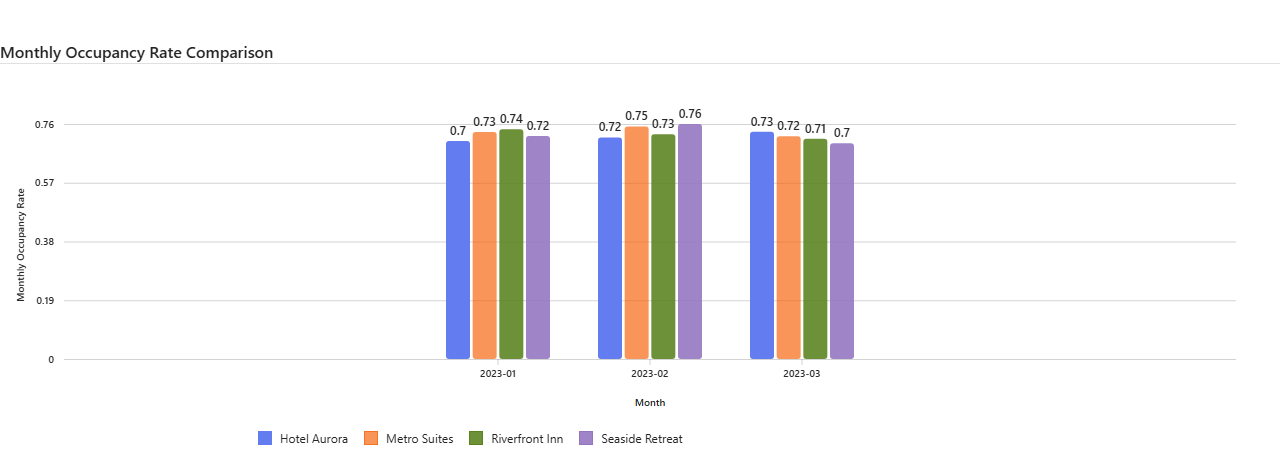 Monthly Occupancy Rate Comparison
Monthly Occupancy Rate
0.76
0.57
0.38
0.19
0
0.7 0.73 0.74 0.72
0.72 0.75 0.73 0.76
0.73 0.72 0.71 0.7
2023-01 2023-02 2023-03
Month
Hotel Aurora Metro Suites Riverfront Inn Seaside Retreat